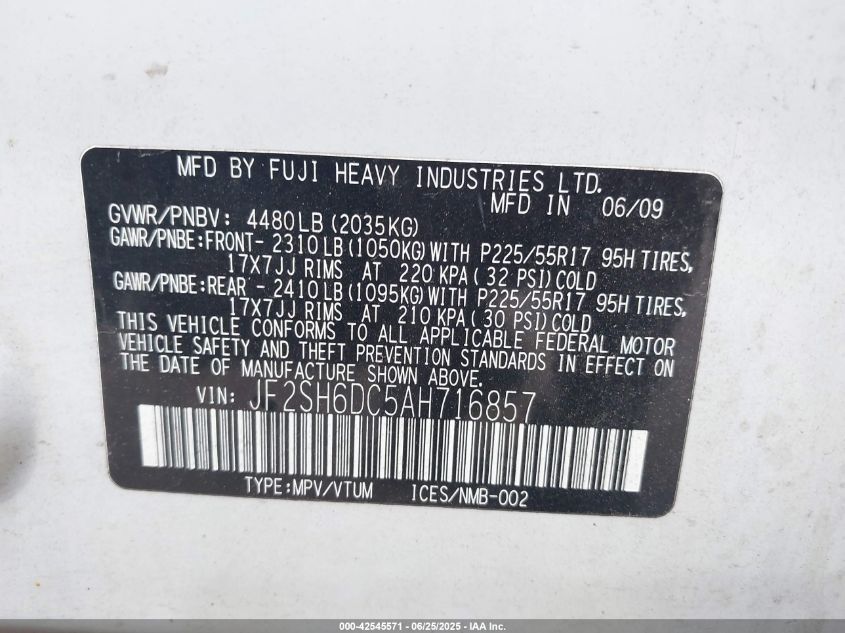 MFD BY FUJI HEAVY INDUSTRIES LTD.
MFD IN 06/09
GVWR/PNBV: 4480LB(2035KG)
GAWR/PNBE:FRONT- 2310LB(1050KG)WITH P225/55R17 95H TIRES,
17X7JJ RIMS AT 220 KPA(32 PSI)COLD
GAWR/PNBE:REAR - 2410LB(1095KG)WITH P225/55R17 95H TIRES,
17X7JJ RIMS AT 210 KPA(30 PSI)COLD
THIS VEHICLE CONFORMS TO ALL APPLICABLE FEDERAL MOTOR
VEHICLE SAFETY AND THEFT PREVENTION STANDARDS IN EFFECT ON
THE DATE OF MANUFACTURE SHOWN ABOVE.
VIN: JF2SH6DC5AH716857
TYPE:MPV/VTUM ICES/NMB-002
000-42545571 - 06/25/2025 - IAA Inc.